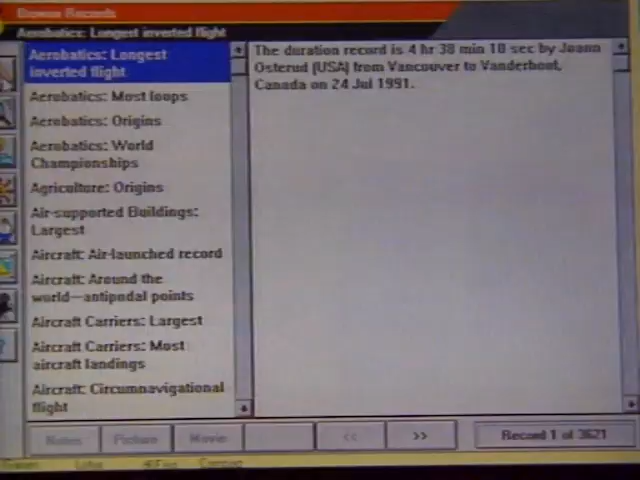 Browse Records
Aerobatics: Longest inverted flight
Aerobatics: Longest
inverted flight
Aerobatics: Most loops
Aerobatics: Origins
Aerobatics: World
Championships
Agriculture: Origins
Air-supported Buildings:
Largest
Aircraft: Air-launched record
Aircraft: Around the
world—antipodal points
Aircraft Carriers: Largest
Aircraft Carriers: Most
aircraft landings
Aircraft: Circumnavigational
flight
The duration record is 4 hr 38 min 10 sec by Joann
Osterud (USA) from Vancouver to Vanderhoof,
Canada on 24 Jul 1991.
Notes
Picture
Movie
<<
>>
Record 1 of 3621